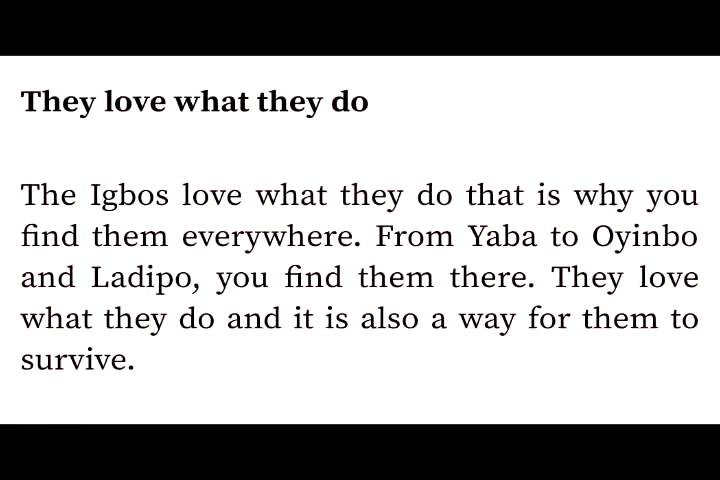 They love what they do
The Igbos love what they do that is why you
find them everywhere. From Yaba to Oyinbo
and Ladipo, you find them there. They love
what they do and it is also a way for them to
survive.